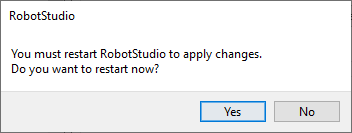 RobotStudio
You must restart RobotStudio to apply changes.
Do you want to restart now?
Yes
No